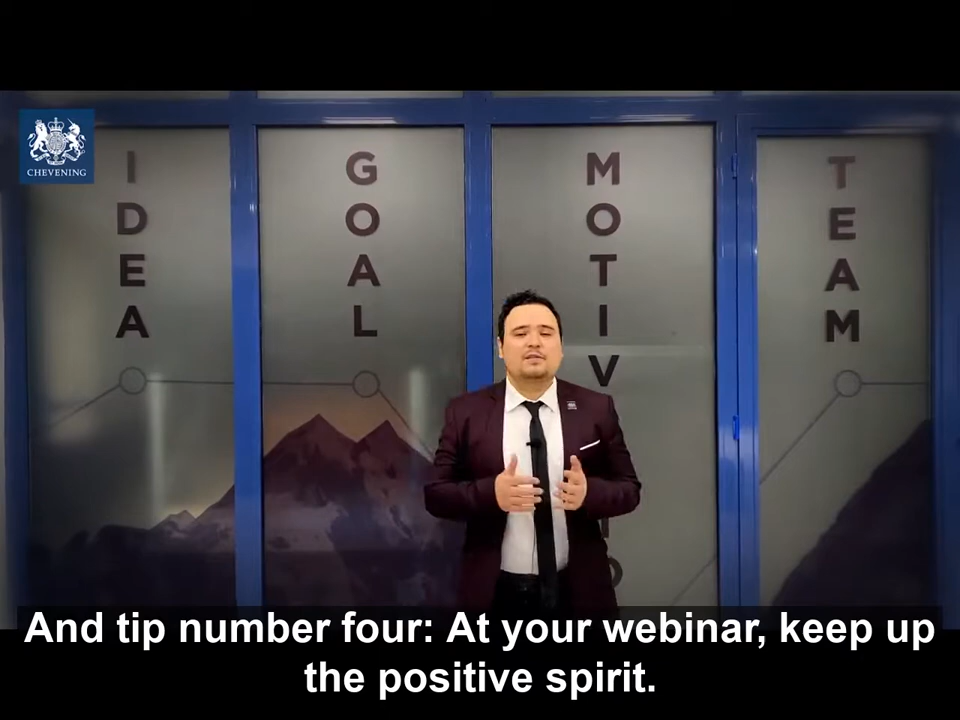 CHEVENING
IDEA
GOAL
MOTIV
TEAM
And tip number four: At your webinar, keep up
the positive spirit.